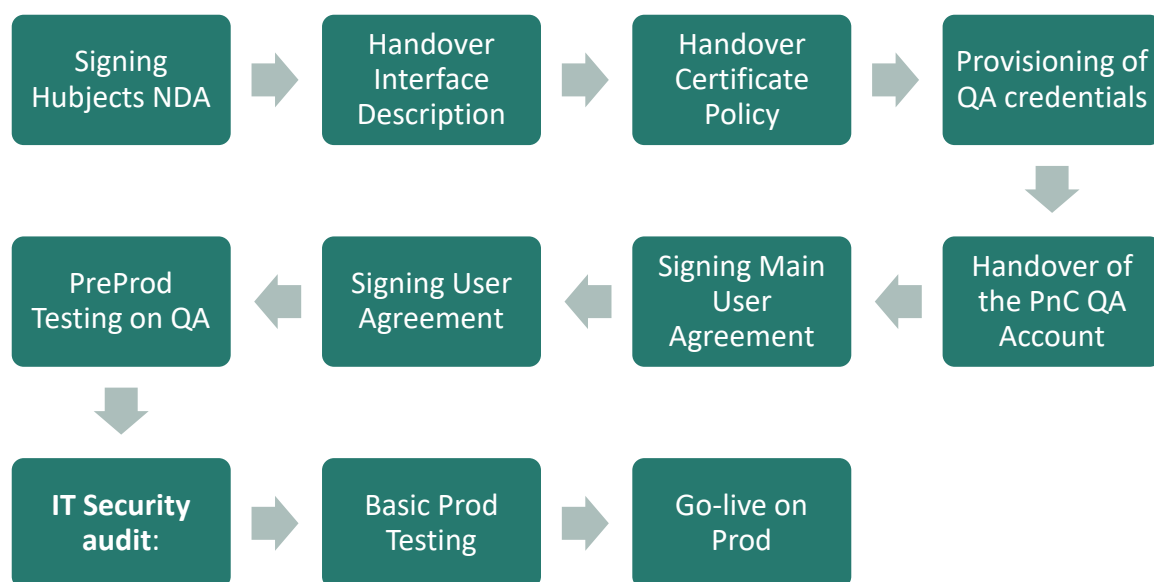 Signing
Hubjects NDA
Handover
Interface
Description
Handover
Certificate
Policy
Provisioning of
QA credentials
Handover of
the PnC QA
Account
Signing Main
User
Agreement
Signing User
Agreement
PreProd
Testing on QA
IT Security
audit:
Basic Prod
Testing
Go-live on
Prod